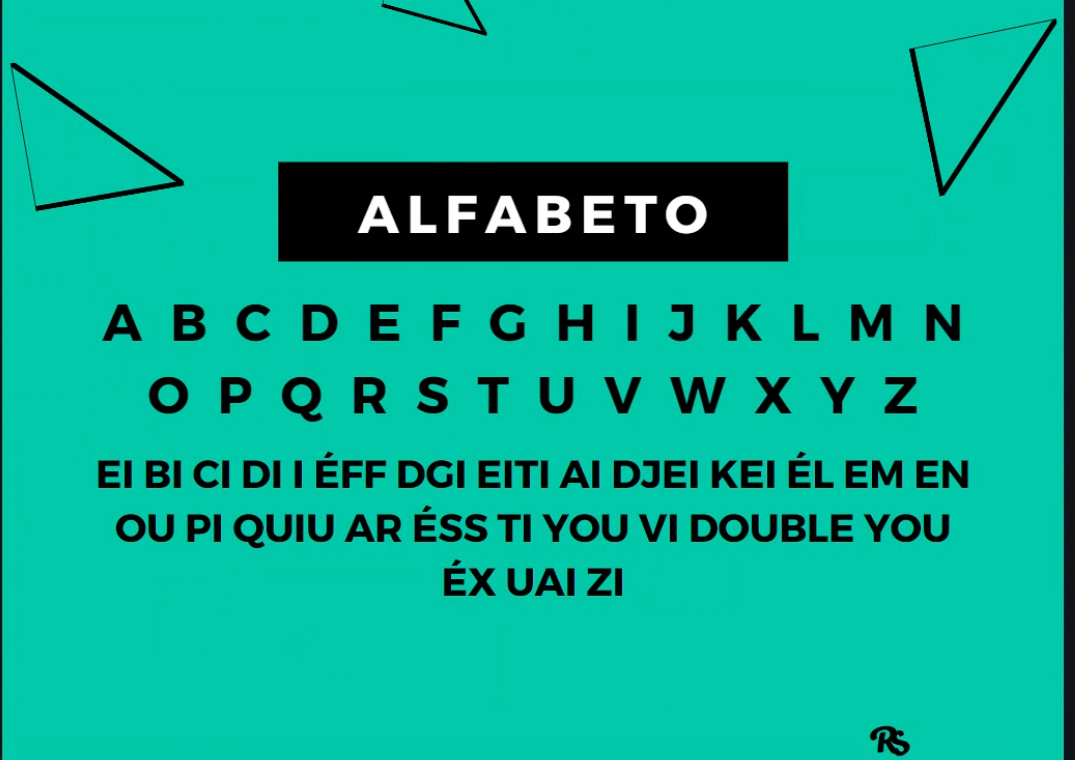 ALFABETO
A B C D E F G H I J K L M N
O P Q R S T U V W X Y Z
EI BI CI DI I ÉFF DGI EITI AI DJEI KEI ÉL EM EN
OU PI QUIU AR ÉSS TI YOU VI DOUBLE YOU
ÉX UAI ZI
RS